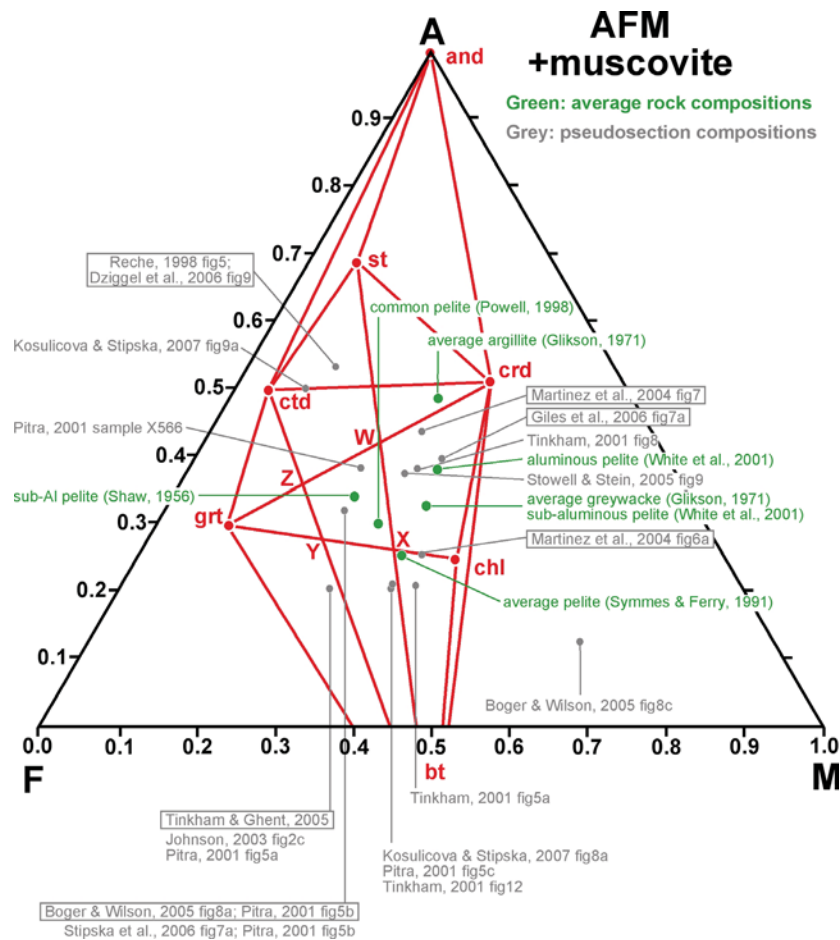 A
and
AFM
+muscovite
Green: average rock compositions
Grey: pseudosection compositions
0.9
0.8
0.7
0.6
0.5
0.4
0.3
0.2
0.1
Reche, 1998 fig5;
Dziggel et al., 2006 fig9
st
common pelite (Powell, 1998)
average argillite (Glikson, 1971)
Kosulicova & Stipska, 2007 fig9a
ctd
crd
Martinez et al., 2004 fig7
Giles et al., 2006 fig7a
Pitra, 2001 sample X566
W
Tinkham, 2001 fig8
aluminous pelite (White et al., 2001)
Z
Stowell & Stein, 2005 fig9
sub-Al pelite (Shaw, 1956)
average greywacke (Glikson, 1971)
sub-aluminous pelite (White et al., 2001)
grt
Y
X
Martinez et al., 2004 fig6a
chl
average pelite (Symmes & Ferry, 1991)
Boger & Wilson, 2005 fig8c
0.0 0.1 0.2 0.3 0.4 0.5 0.6 0.7 0.8 0.9 1.0
F
bt
M
Tinkham, 2001 fig5a
Tinkham & Ghent, 2005
Johnson, 2003 fig2c
Pitra, 2001 fig5a
Kosulicova & Stipska, 2007 fig8a
Pitra, 2001 fig5c
Tinkham, 2001 fig12
Boger & Wilson, 2005 fig8a; Pitra, 2001 fig5b
Stipska et al., 2006 fig7a; Pitra, 2001 fig5b